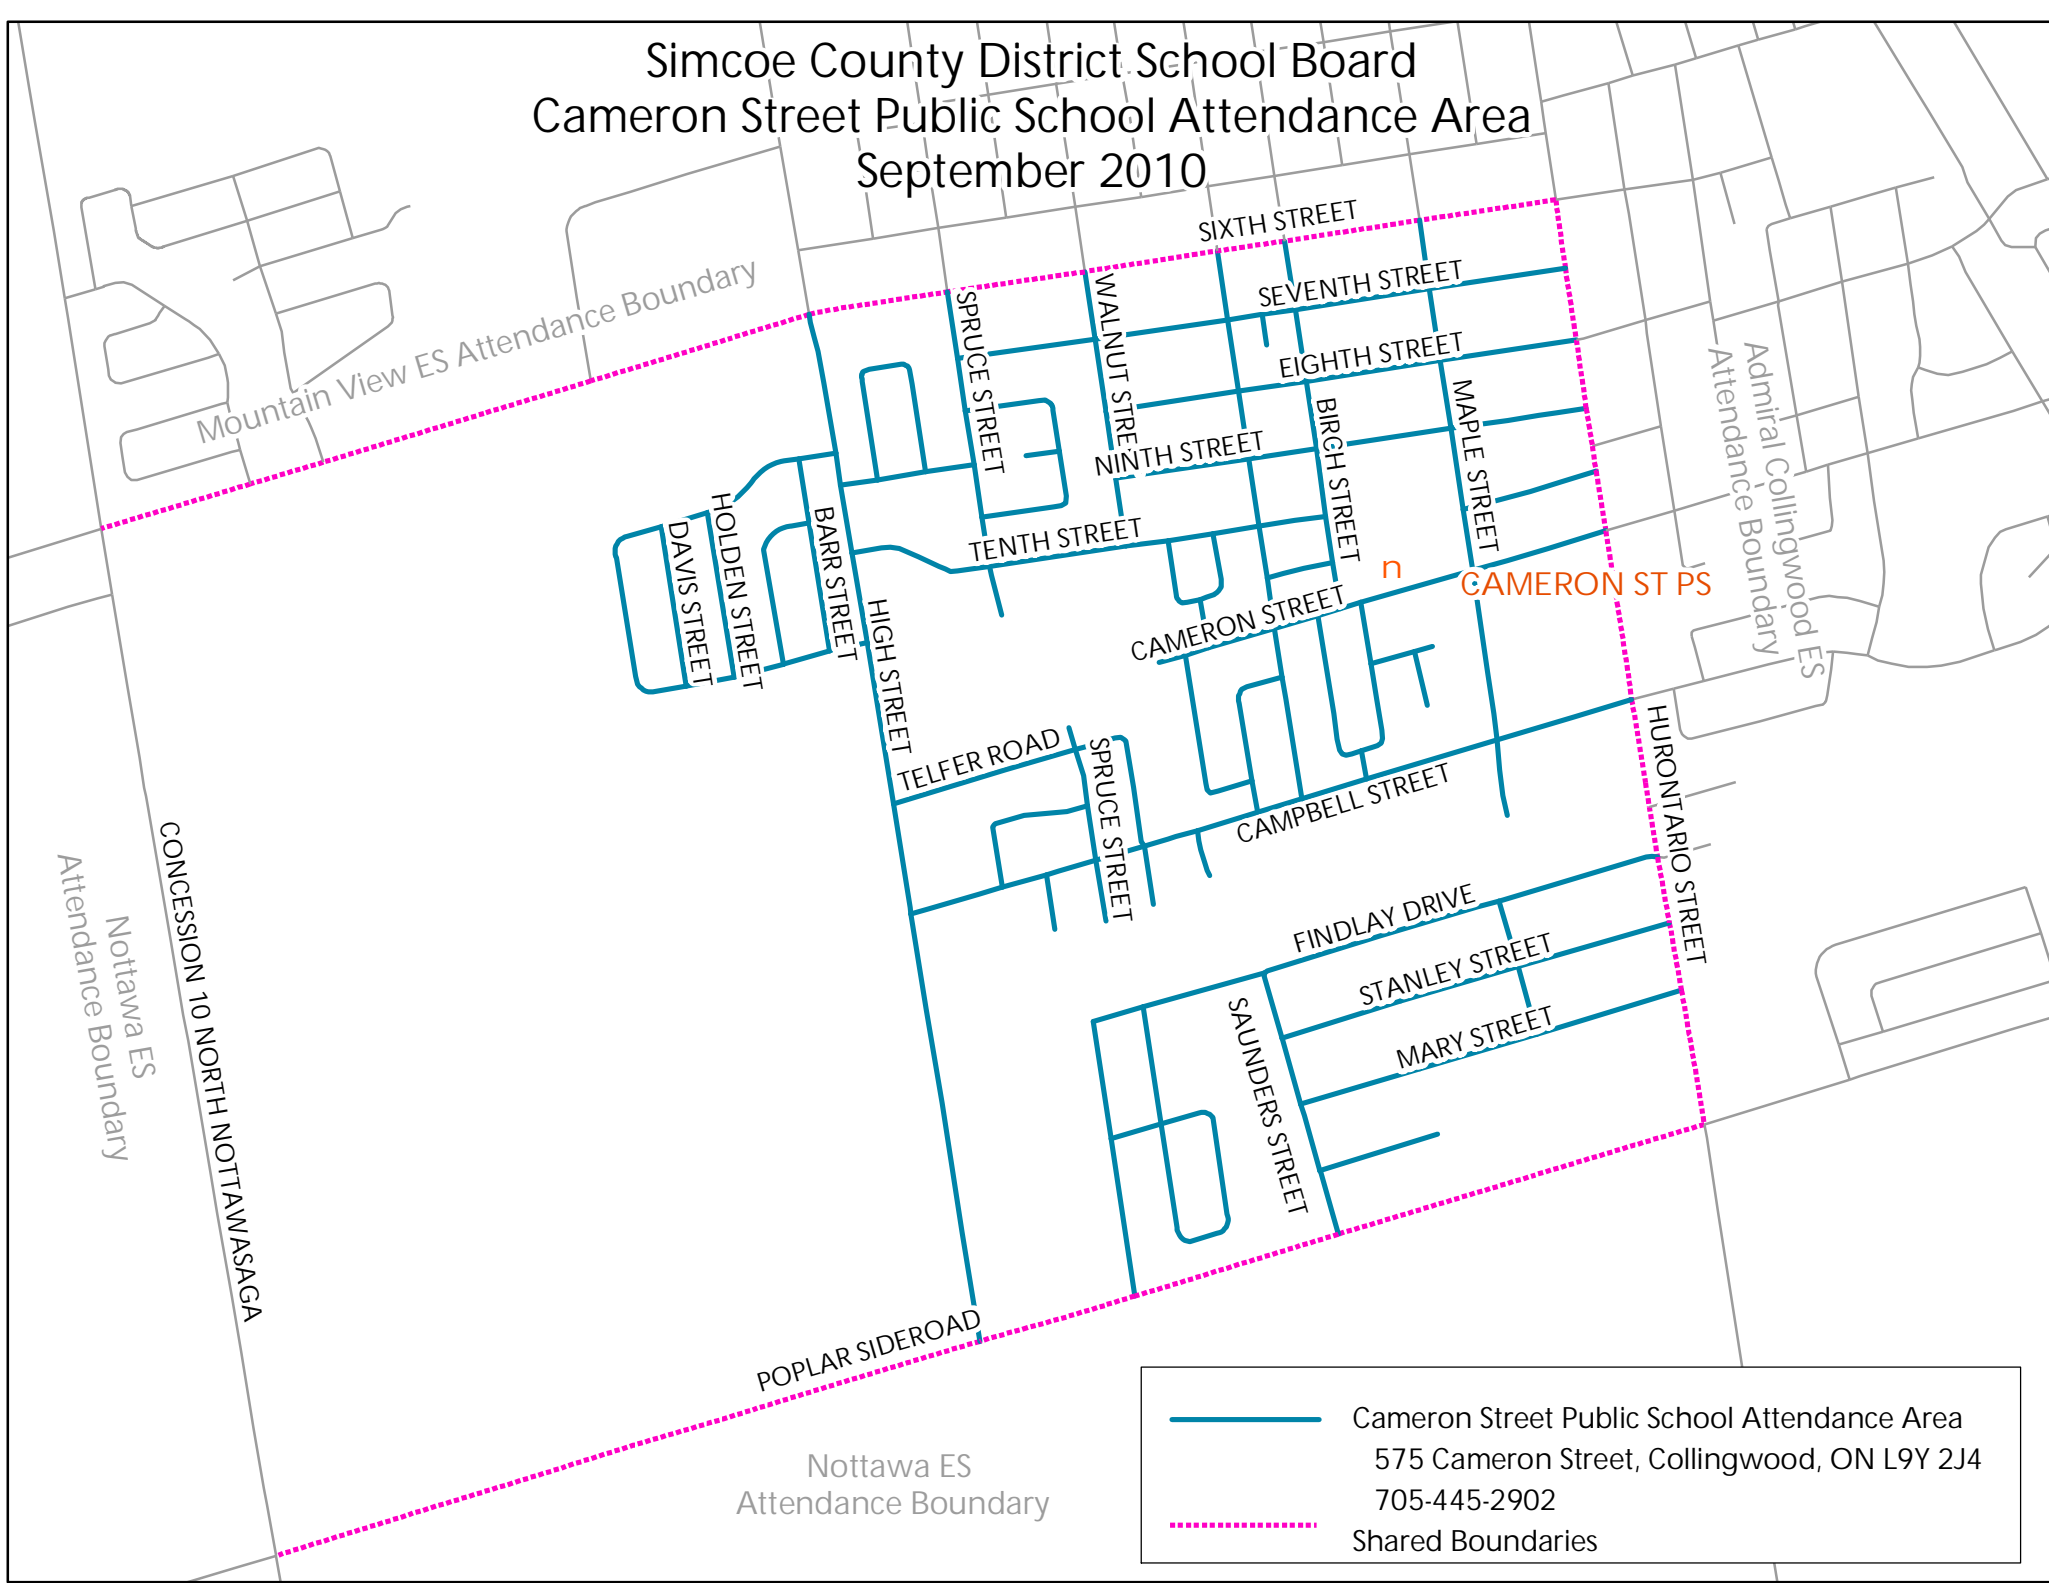 Simcoe County District School Board
Cameron Street Public School Attendance Area
September 2010
SIXTH STREET
Mountain View ES Attendance Boundary
SEVENTH STREET
SPRUCE STREET
WALNUT STREET
EIGHTH STREET
Admiral Collingwood ES
Attendance Boundary
MAPLE STREET
BIRCH STREET
NINTH STREET
HOLDEN STREET
DAVIS STREET
BARR STREET
TENTH STREET
n
CAMERON ST PS
CAMERON STREET
HIGH STREET
TELFER ROAD
SPRUCE STREET
CAMPBELL STREET
HURONTARIO STREET
CONCESSION 10 NORTH NOTTAWASAGA
Nottawa ES
Attendance Boundary
FINDLAY DRIVE
STANLEY STREET
SAUNDERS STREET
MARY STREET
POPLAR SIDEROAD
Nottawa ES
Attendance Boundary
Cameron Street Public School Attendance Area
575 Cameron Street, Collingwood, ON L9Y 2J4
705-445-2902
Shared Boundaries